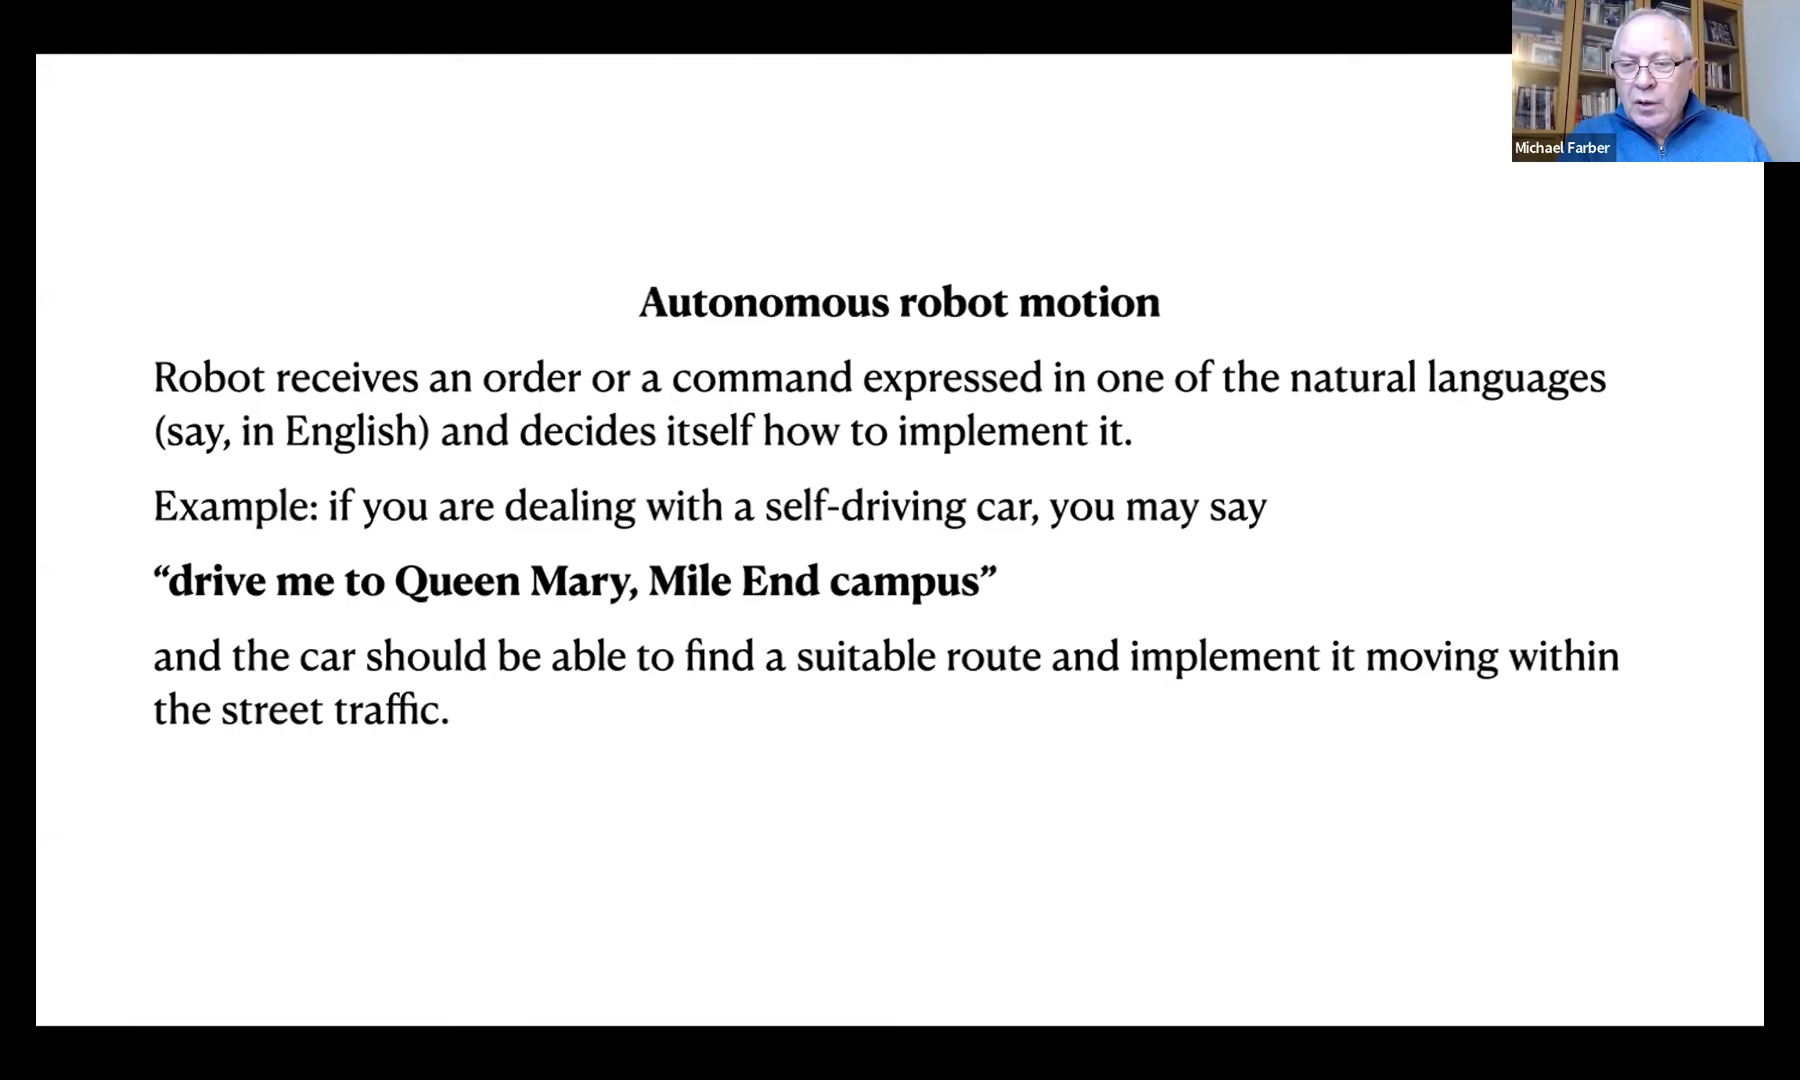 Michael Farber
Autonomous robot motion
Robot receives an order or a command expressed in one of the natural languages
(say, in English) and decides itself how to implement it.
Example: if you are dealing with a self-driving car, you may say
“drive me to Queen Mary, Mile End campus”
and the car should be able to find a suitable route and implement it moving within
the street traffic.